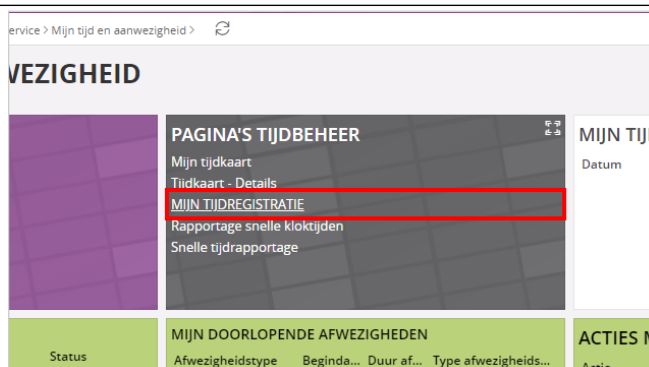 ervice > Mijn tijd en aanwezigheid >
WEZIGHEID
PAGINA'S TIJDBEHEER
Mijn tijdkaart
Tijdkaart - Details
MIJN TIJDREGISTRATIE
Rapportage snelle kloktijden
Snelle tijdrapportage
MIJN TIJ
Datum
Status
MIJN DOORLOPENDE AFWEZIGHEDEN
Afwezigheidstype Beginda... Duur af... Type afwezigheids...
ACTIES M
Actie